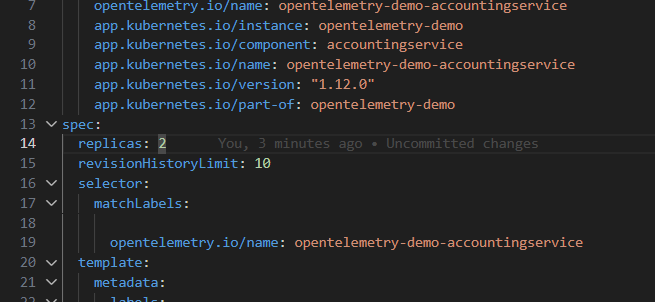 7 opentelemetry.io/name: opentelemetry-demo-accountingservice
8 app.kubernetes.io/instance: opentelemetry-demo
9 app.kubernetes.io/component: accountingservice
10 app.kubernetes.io/name: opentelemetry-demo-accountingservice
11 app.kubernetes.io/version: "1.12.0"
12 app.kubernetes.io/part-of: opentelemetry-demo
13 spec:
14 replicas: 2 You, 3 minutes ago • Uncommitted changes
15 revisionHistoryLimit: 10
16 selector:
17 matchLabels:
18
19 opentelemetry.io/name: opentelemetry-demo-accountingservice
20 template:
21 metadata:
22 labels: